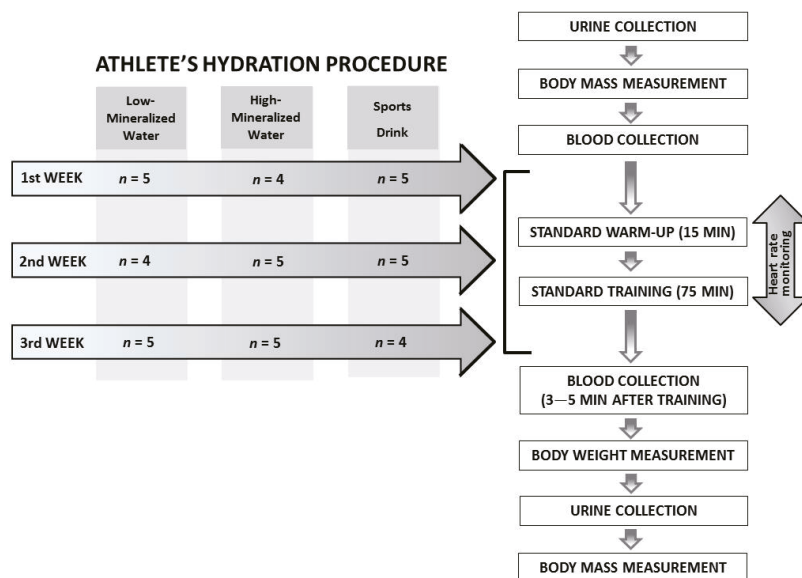 ATHLETE'S HYDRATION PROCEDURE
Low-
Mineralized
Water
High-
Mineralized
Water
Sports
Drink
1st WEEK n = 5 n = 4 n = 5
2nd WEEK n = 4 n = 5 n = 5
3rd WEEK n = 5 n = 5 n = 4
URINE COLLECTION
BODY MASS MEASUREMENT
BLOOD COLLECTION
STANDARD WARM-UP (15 MIN)
STANDARD TRAINING (75 MIN)
Heart rate
monitoring
BLOOD COLLECTION
(3—5 MIN AFTER TRAINING)
BODY WEIGHT MEASUREMENT
URINE COLLECTION
BODY MASS MEASUREMENT